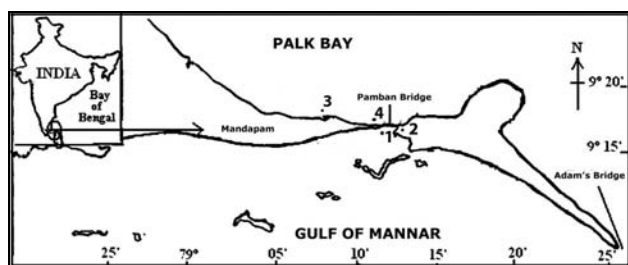 PALK BAY
N
INDIA
Bay
of
Bengal
9° 20'
3
Pamban Bridge
4
Mandapam
1
2
9° 15'
Adam's Bridge
GULF OF MANNAR
25'
79°
05'
10'
15'
20'
25'